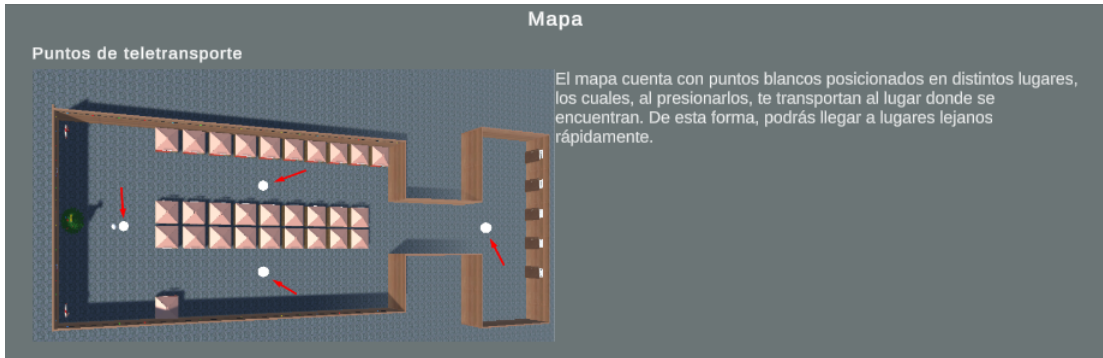 Mapa
Puntos de teletransporte
El mapa cuenta con puntos blancos posicionados en distintos lugares,
los cuales, al presionarlos, te transportan al lugar donde se
encuentran. De esta forma, podrás llegar a lugares lejanos
rápidamente.